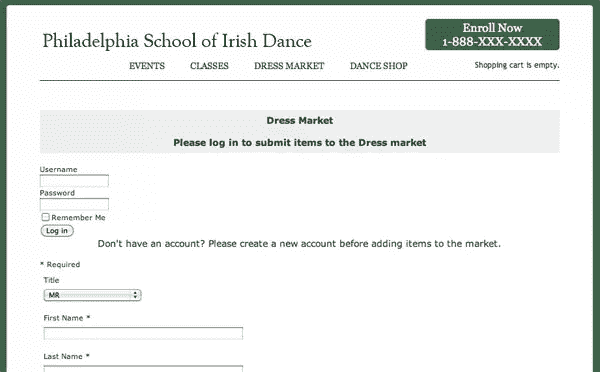 Philadelphia School of Irish Dance
Enroll Now
1-888-XXX-XXXX
EVENTS CLASSES DRESS MARKET DANCE SHOP
Shopping cart is empty.
Dress Market
Please log in to submit items to the Dress market
Username
Password
Remember Me
Log in
Don't have an account? Please create a new account before adding items to the market.
* Required
Title
MR
First Name *
Last Name *